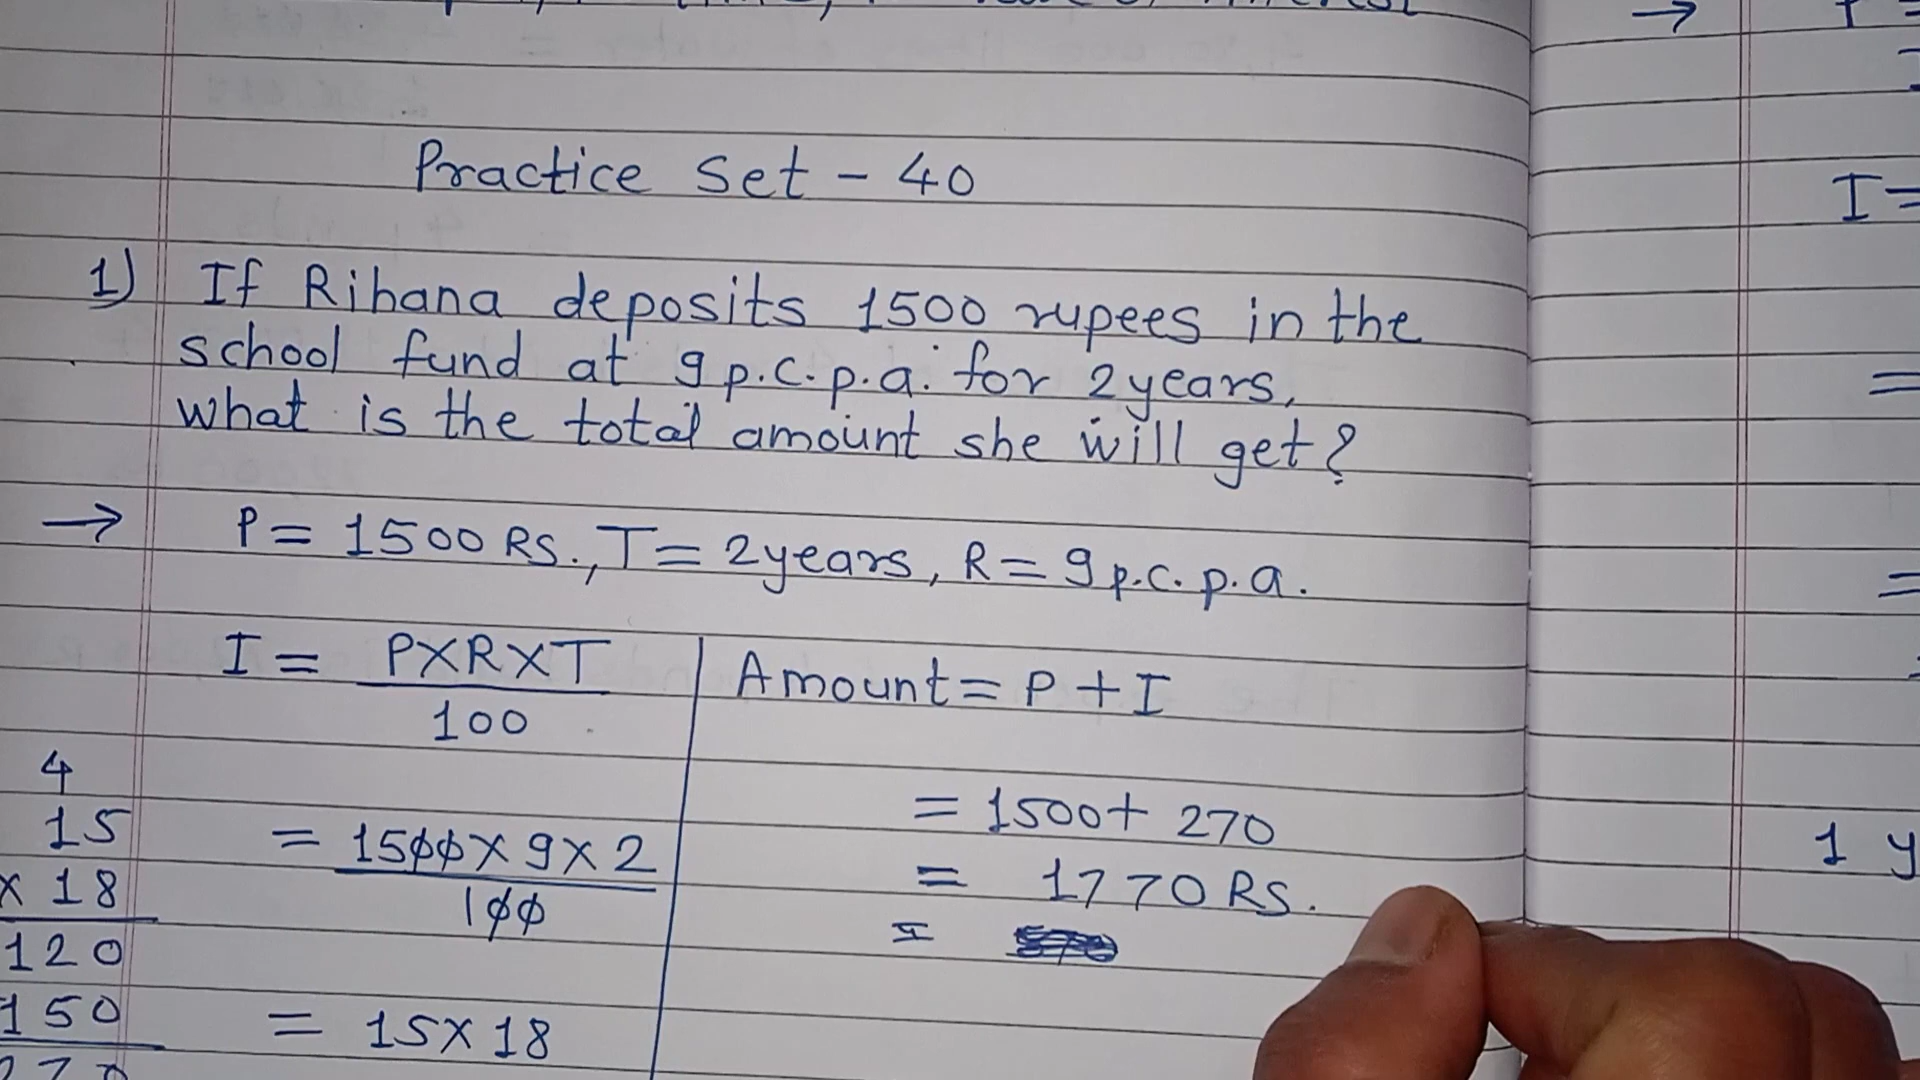 Practice Set - 40
1) If Rihana deposits 1500 rupees in the
school fund at 9 p.c.p.a. for 2 years,
what is the total amount she will get?
→ P = 1500 RS., T = 2 years, R = 9 p.c.p.a.
I = P×R×T
100
= 1500 × 9 × 2
100
= 15 × 18
Amount = P + I
= 1500 + 270
= 1770 RS.
=
4
15
× 18
120
150
270
→
I =
=
=
1 y